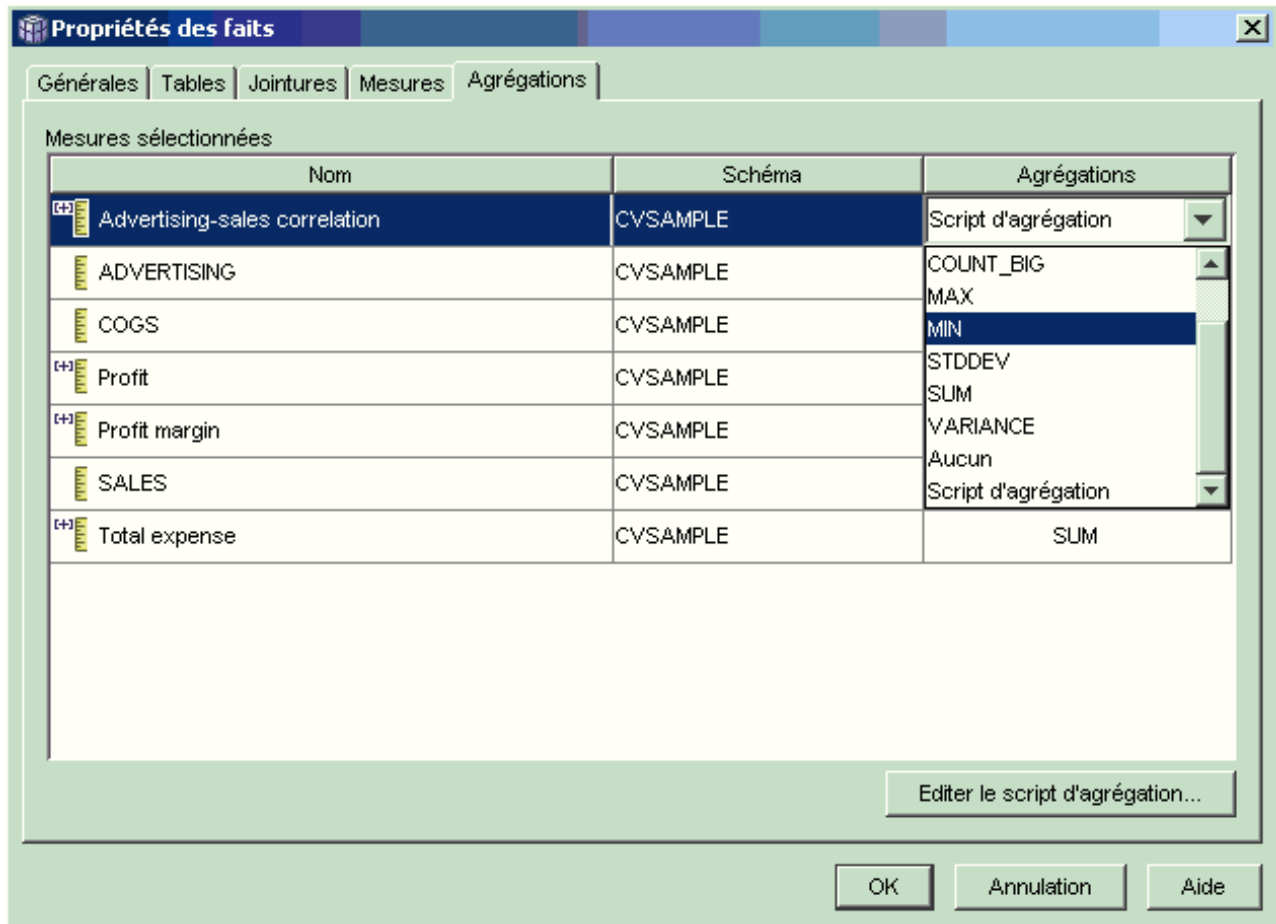 Propriétés des faits
Générales Tables Jointures Mesures Agrégations
Mesures sélectionnées
Nom Schéma Agrégations
Advertising-sales correlation CVSAMPLE Script d'agrégation
ADVERTISING CVSAMPLE
COGS CVSAMPLE
Profit CVSAMPLE
Profit margin CVSAMPLE
SALES CVSAMPLE
COUNT_BIG
MAX
MIN
STDDEV
SUM
VARIANCE
Aucun
Script d'agrégation
Total expense CVSAMPLE SUM
Editer le script d'agrégation...
OK Annulation Aide